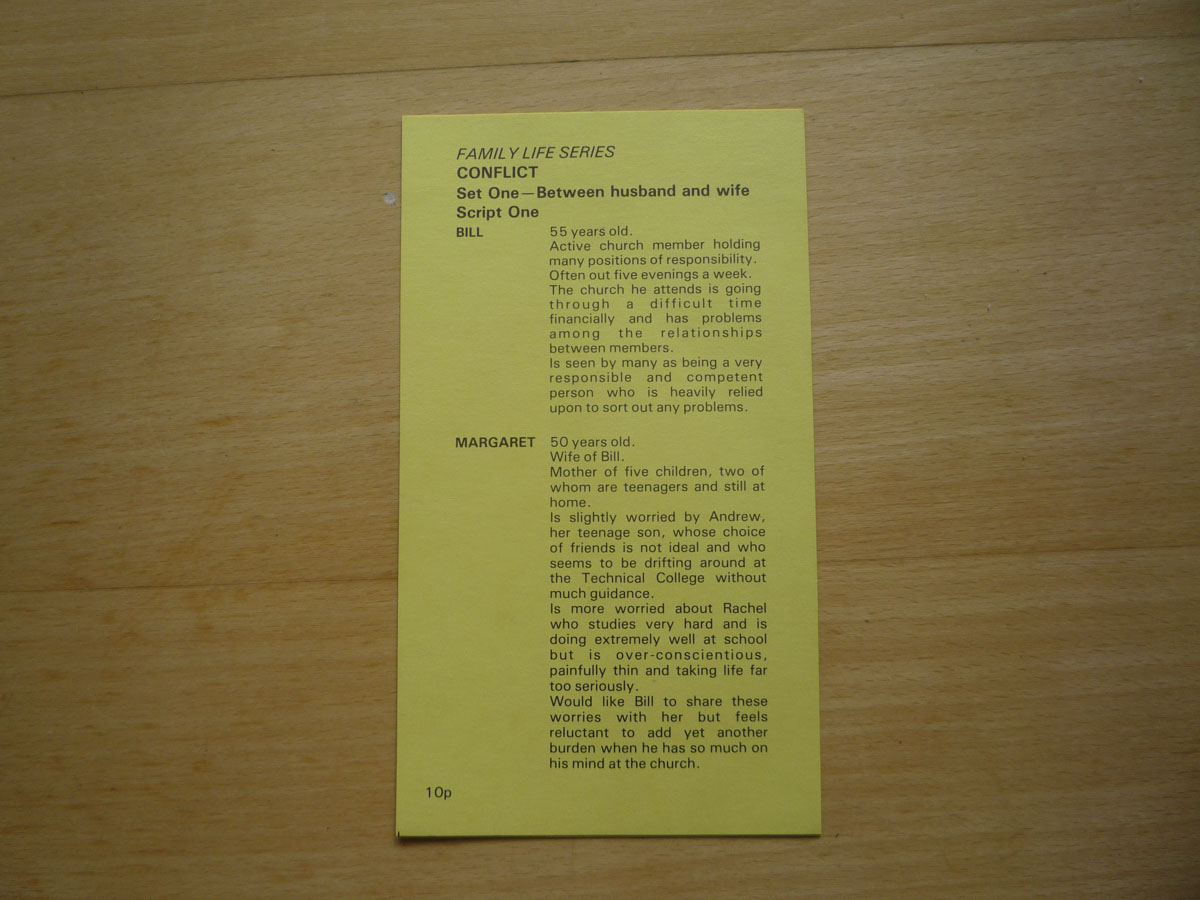 FAMILY LIFE SERIES
CONFLICT
Set One—Between husband and wife
Script One
BILL 55 years old.
Active church member holding
many positions of responsibility.
Often out five evenings a week.
The church he attends is going
through a difficult time
financially and has problems
among the relationships
between members.
Is seen by many as being a very
responsible and competent
person who is heavily relied
upon to sort out any problems.
MARGARET 50 years old.
Wife of Bill.
Mother of five children, two of
whom are teenagers and still at
home.
Is slightly worried by Andrew,
her teenage son, whose choice
of friends is not ideal and who
seems to be drifting around at
the Technical College without
much guidance.
Is more worried about Rachel
who studies very hard and is
doing extremely well at school
but is over-conscientious,
painfully thin and taking life far
too seriously.
Would like Bill to share these
worries with her but feels
reluctant to add yet another
burden when he has so much on
his mind at the church.
10p